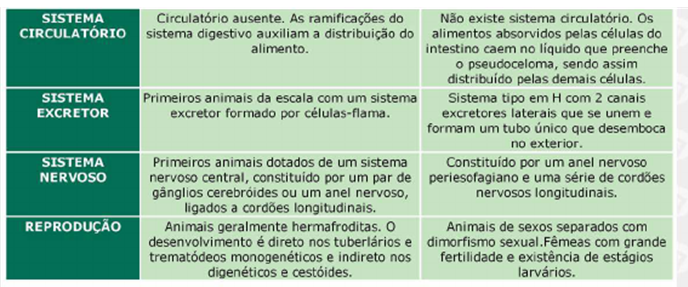 SISTEMA
CIRCULATÓRIO
Circulatório ausente. As ramificações do
sistema digestivo auxiliam a distribuição do
alimento.
Não existe sistema circulatório. Os
alimentos absorvidos pelas células do
intestino caem no líquido que preenche
o pseudoceloma, sendo assim
distribuído pelas demais células.
SISTEMA
EXCRETOR
Primeiros animais da escala com um sistema
excretor formado por células-flama.
Sistema tipo em H com 2 canais
excretores laterais que se unem e
formam um tubo único que desemboca
no exterior.
SISTEMA
NERVOSO
Primeiros animais dotados de um sistema
nervoso central, constituído por um par de
gânglios cerebróides ou um anel nervoso,
ligados a cordões longitudinais.
Constituído por um anel nervoso
periesofagiano e uma série de cordões
nervosos longitudinais.
REPRODUÇÃO
Animais geralmente hermafroditas. O
desenvolvimento é direto nos tuberlários e
trematódeos monogenéticos e indireto nos
digenéticos e cestóides.
Animais de sexos separados com
dimorfismo sexual.Fêmeas com grande
fertilidade e existência de estágios
larvários.